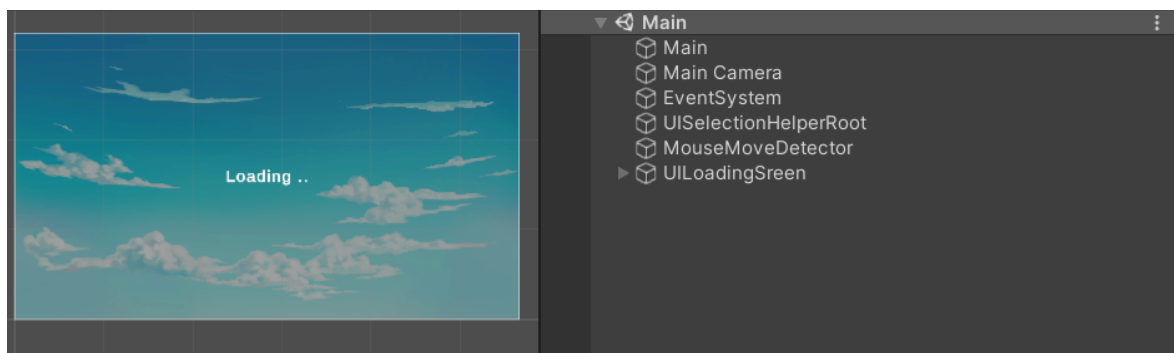 Loading ..
Main
Main
Main Camera
EventSystem
UISelectionHelperRoot
MouseMoveDetector
UILoadingSreen